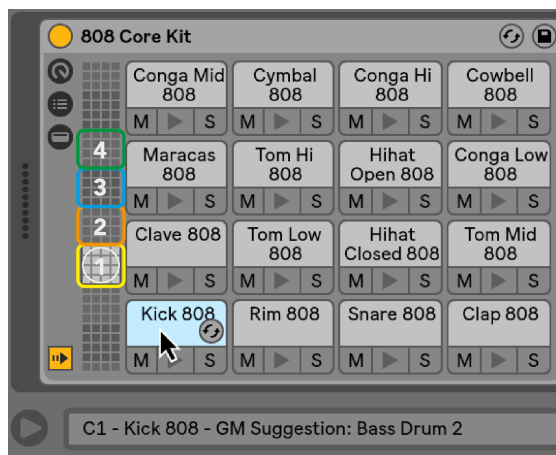 808 Core Kit
Conga Mid 808
Cymbal 808
Conga Hi 808
Cowbell 808
M S M S M S M S
4
Maracas 808
Tom Hi 808
Hihat Open 808
Conga Low 808
M S M S M S M S
3
2
Clave 808
Tom Low 808
Hihat Closed 808
Tom Mid 808
1
M S M S M S M S
Kick 808
Rim 808
Snare 808
Clap 808
M S M S M S M S
C1 - Kick 808 - GM Suggestion: Bass Drum 2